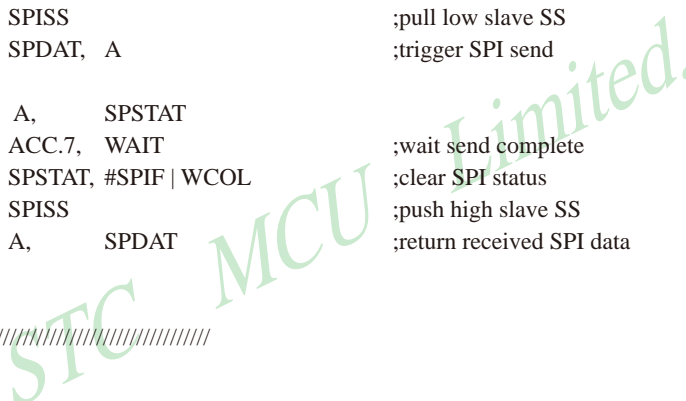 SPISS ;pull low slave SS
SPDAT, A ;trigger SPI send
A, SPSTAT
ACC.7, WAIT ;wait send complete
SPSTAT, #SPIF | WCOL ;clear SPI status
SPISS ;push high slave SS
A, SPDAT ;return received SPI data
///////////////////////////////
STC MCU Limited.